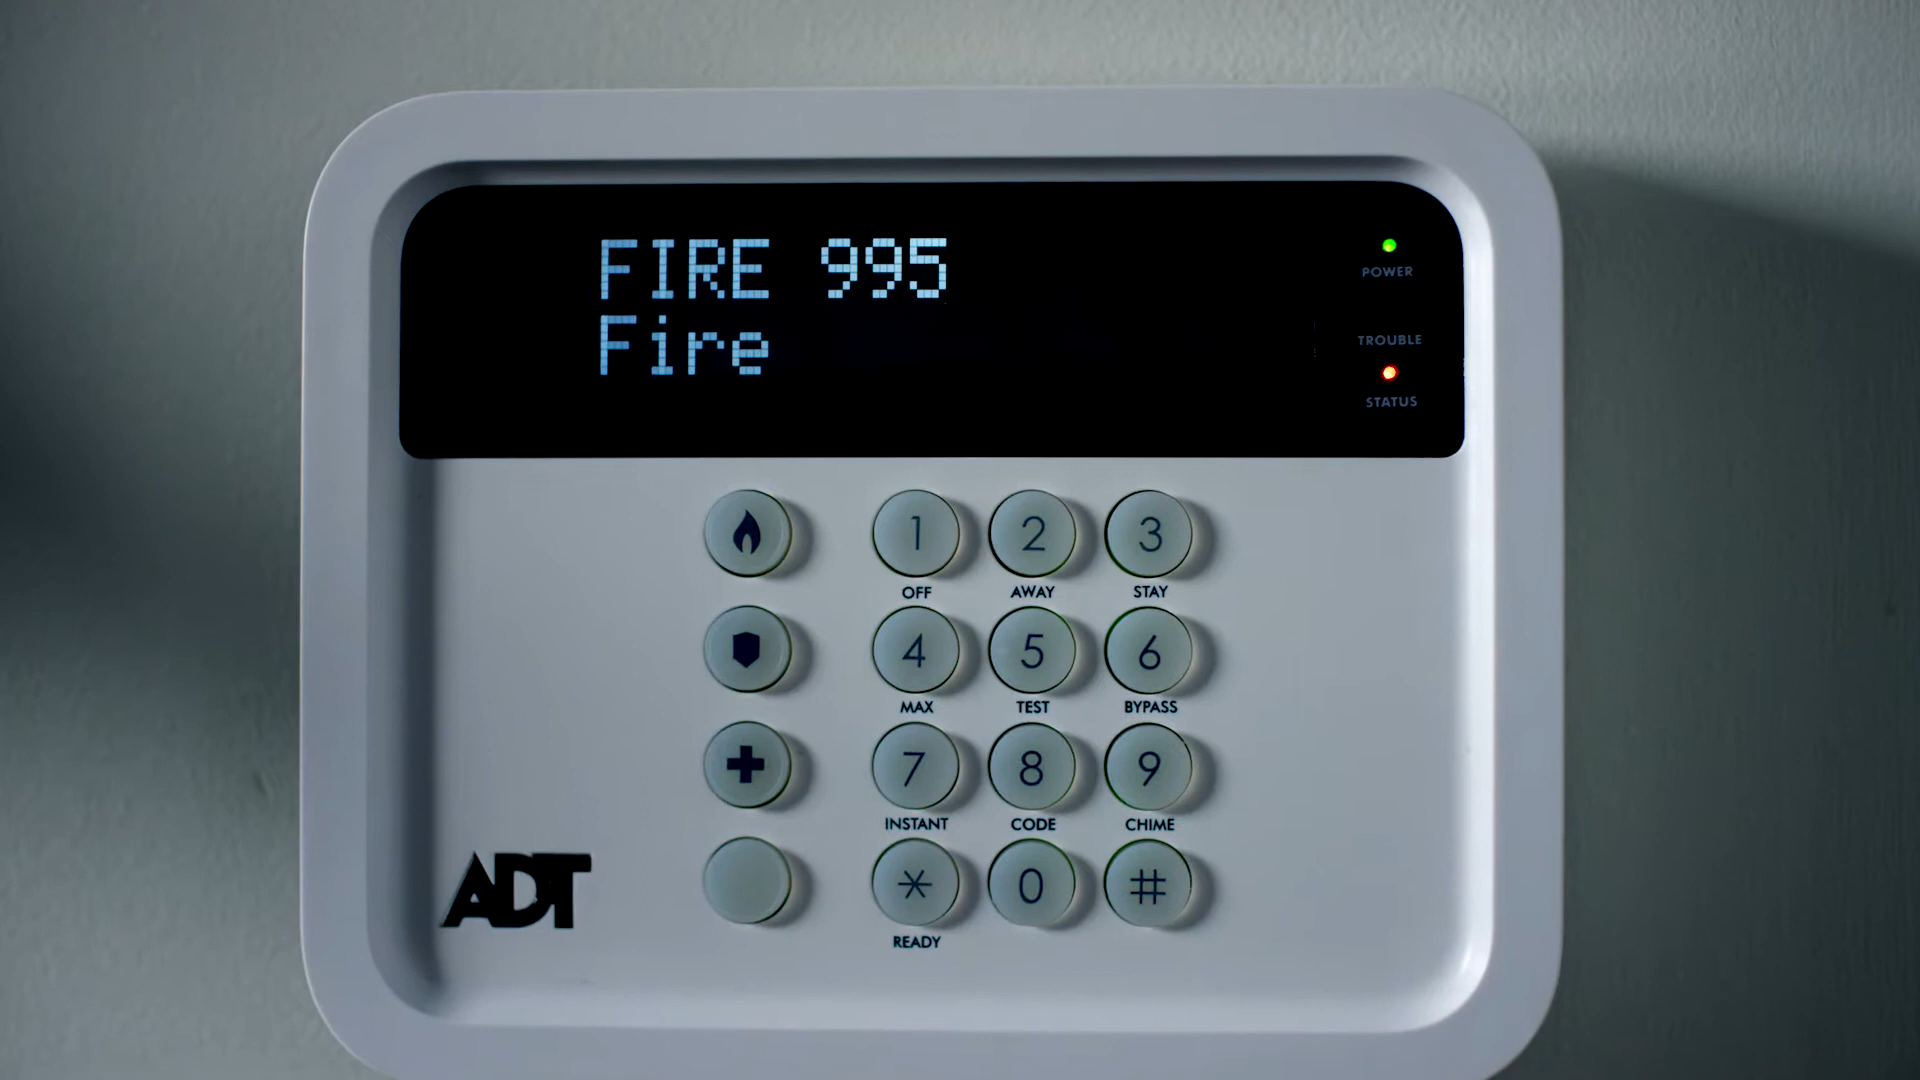 FIRE 995
Fire
POWER
TROUBLE
STATUS
1 2 3
OFF AWAY STAY
4 5 6
MAX TEST BYPASS
7 8 9
INSTANT CODE CHIME
* 0 #
READY
ADT